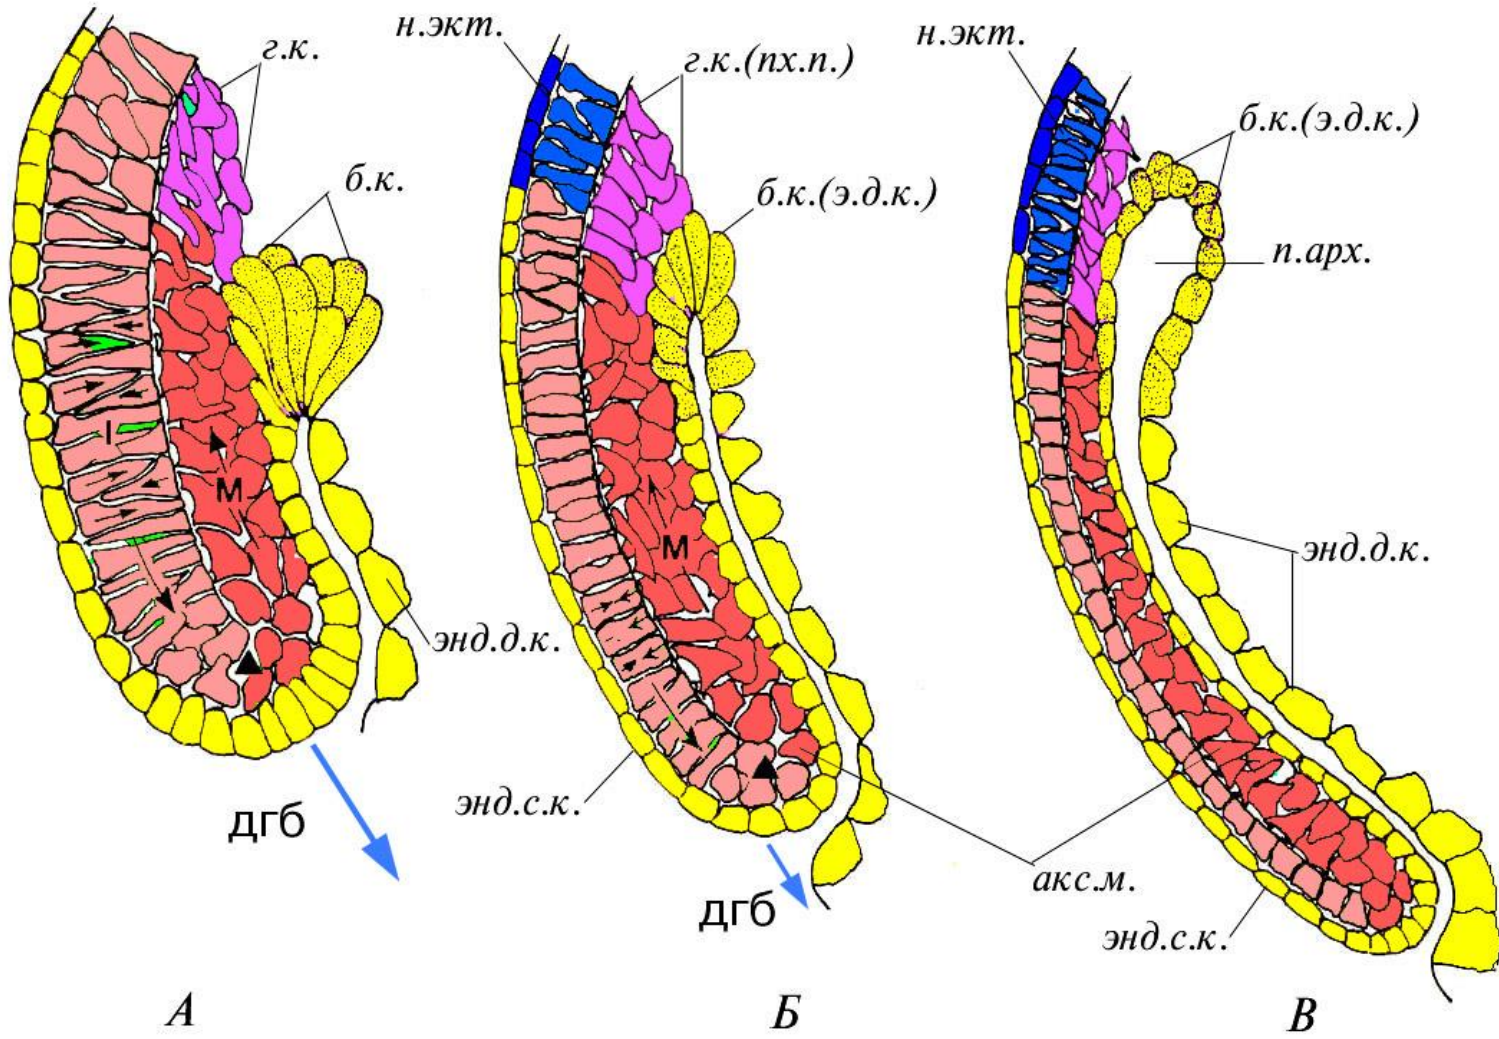 г.к.
н.экт.
г.к.(пх.п.)
н.экт.
б.к.(э.д.к.)
б.к.
б.к.(э.д.к.)
п.арх.
I
М
М
энд.д.к.
энд.д.к.
энд.с.к.
дгб
дгб
акс.м.
энд.с.к.
А
Б
В